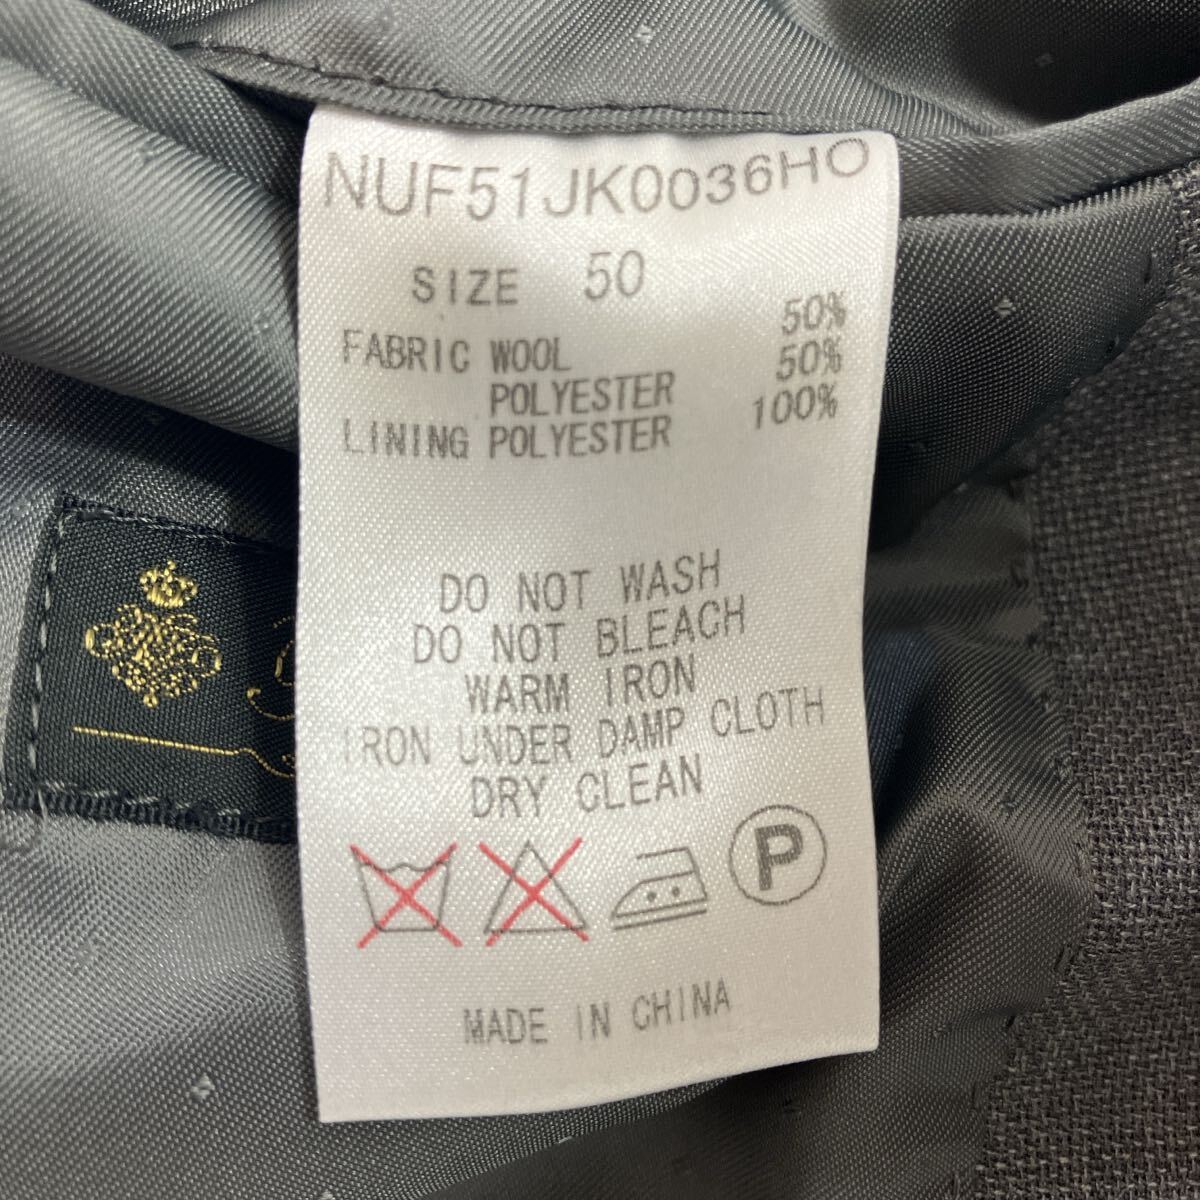 NUF51JK0036HO
SIZE 50
FABRIC WOOL 50%
POLYESTER 50%
LINING POLYESTER 100%
DO NOT WASH
DO NOT BLEACH
WARM IRON
IRON UNDER DAMP CLOTH
DRY CLEAN
P
MADE IN CHINA